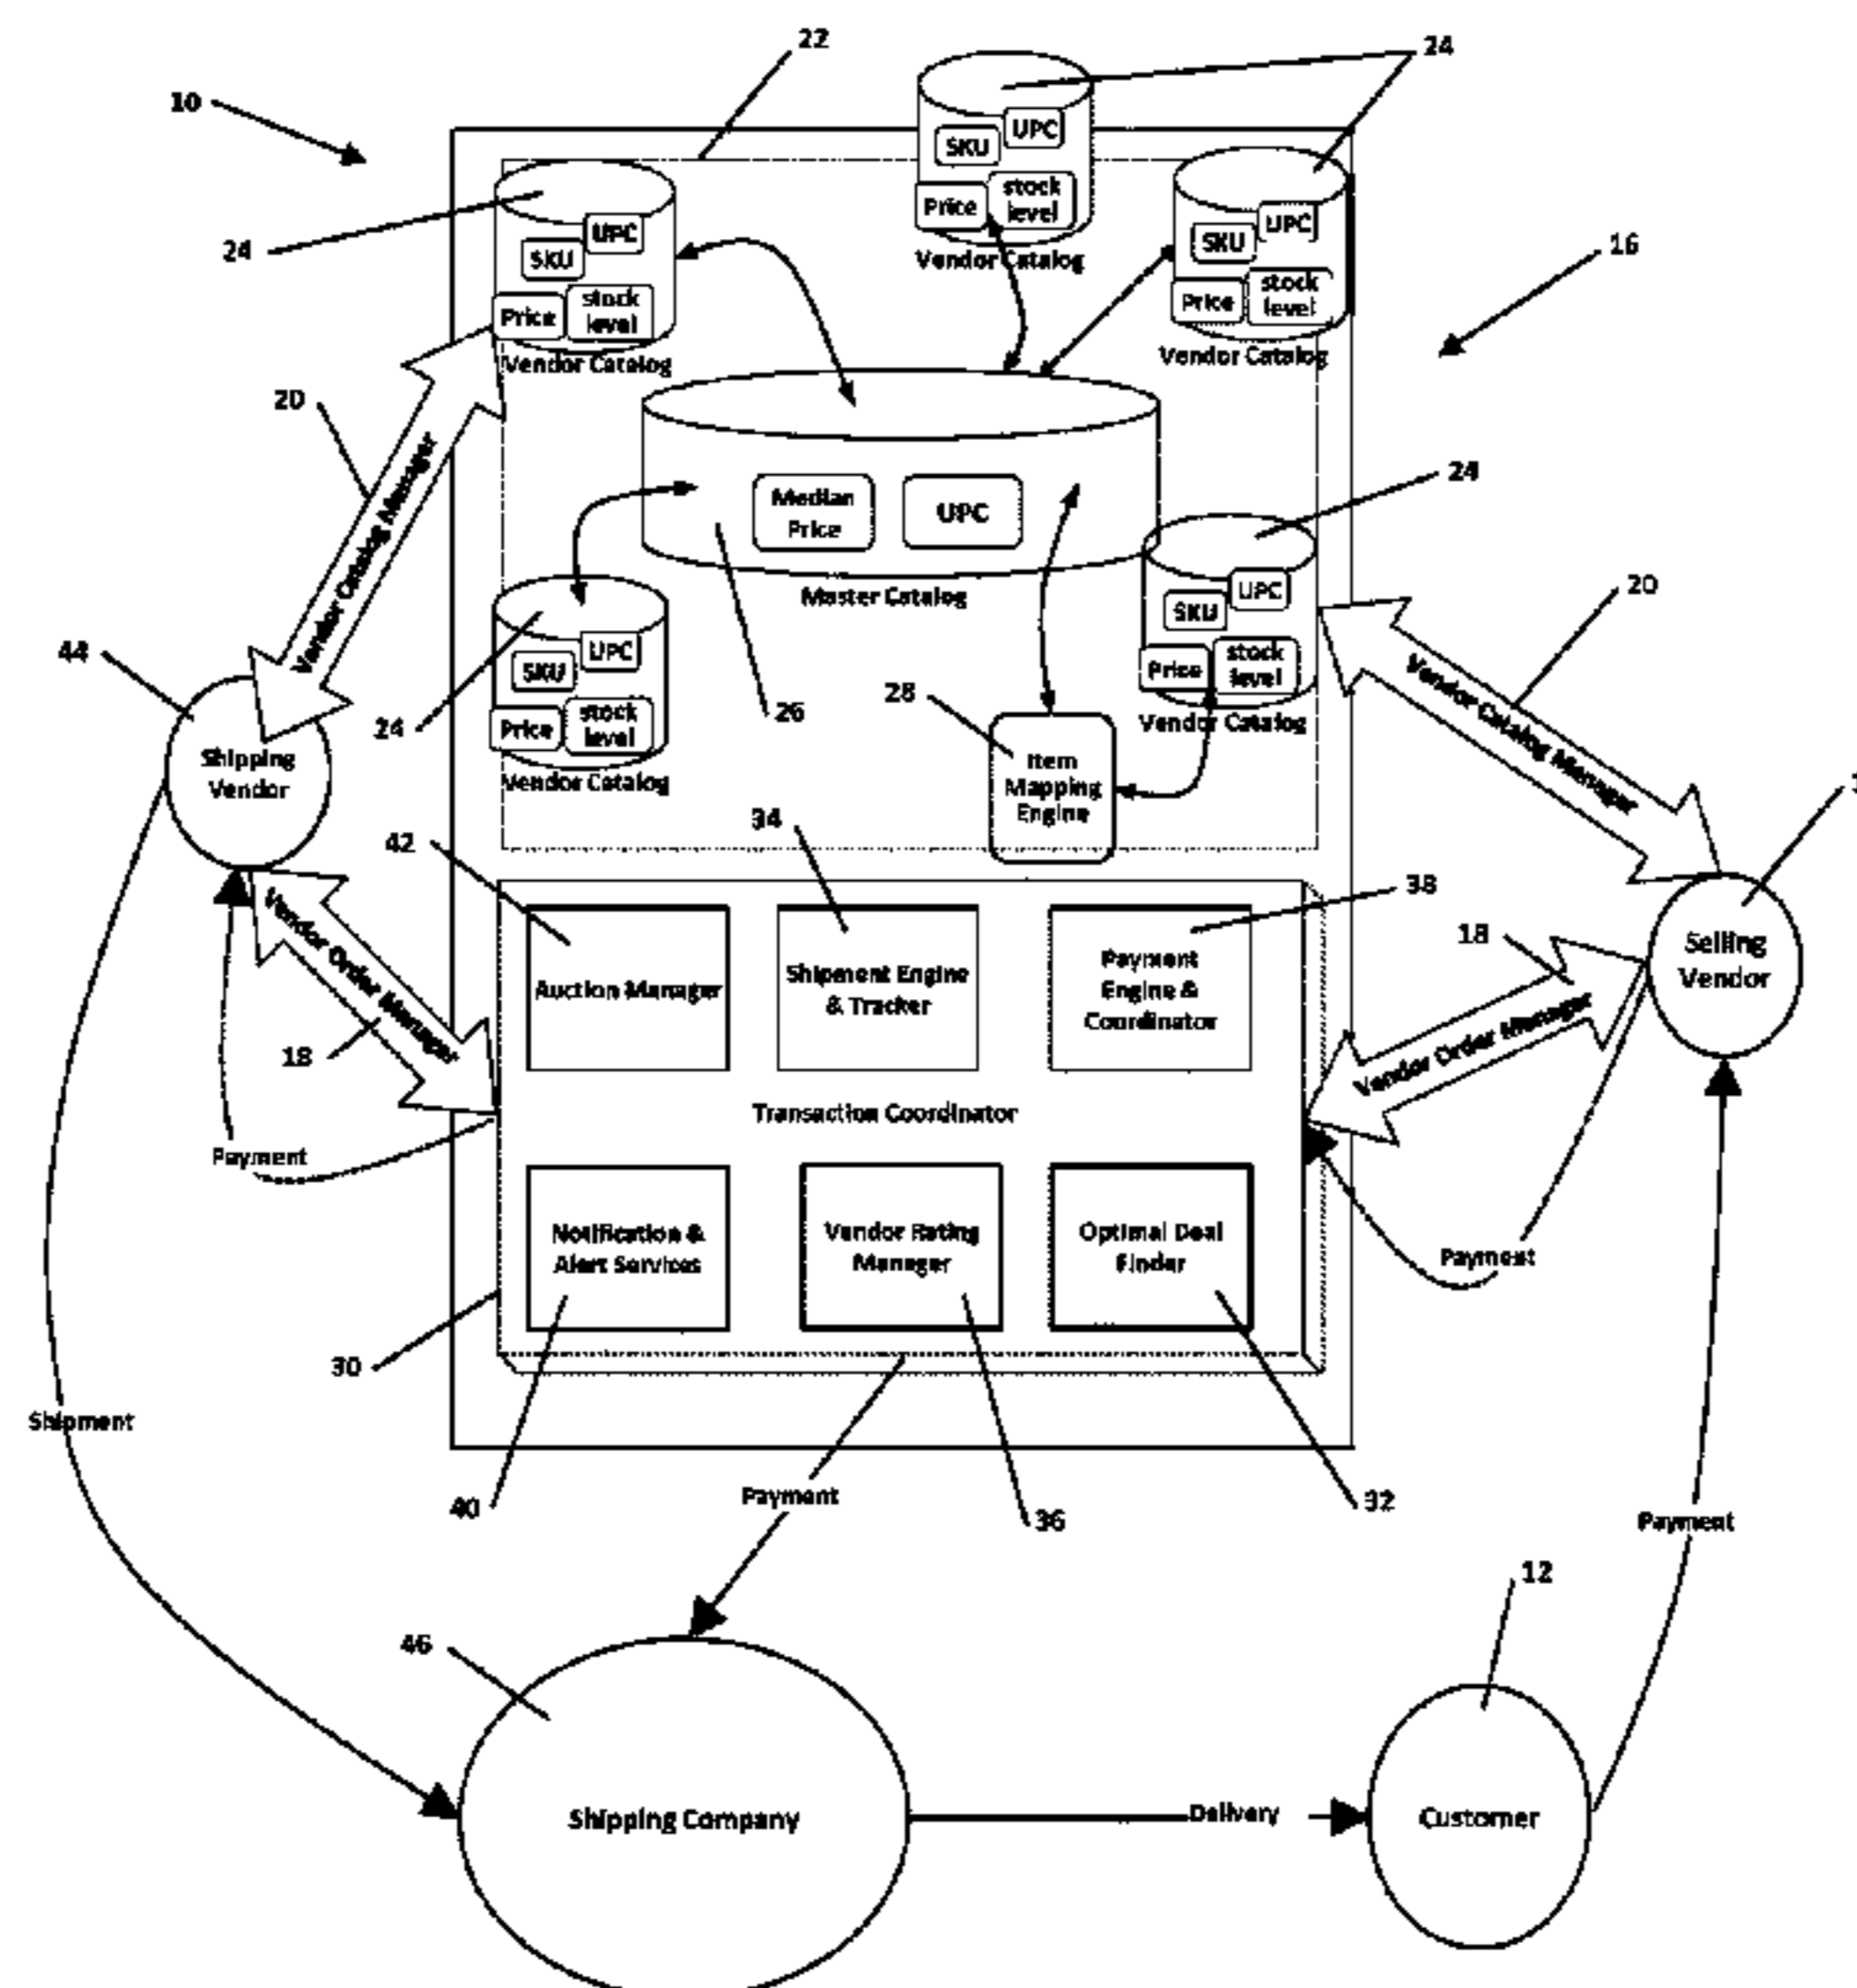 22
24
10
UPC
SKU
stock
level
Price
Vendor Catalog
24
UPC
SKU
stock
level
Price
Vendor Catalog
UPC
SKU
stock
level
Price
Vendor Catalog
16
20
Vendor Catalog Manager
Median
Price
UPC
Master Catalog
24
UPC
SKU
stock
level
Price
Vendor Catalog
20
Vendor Catalog Manager
44
Shipping
Vendor
24
UPC
SKU
stock
level
Price
Vendor Catalog
26
28
Item
Mapping
Engine
42
34
38
Selling
Vendor
18
Vendor Order Manager
Auction Manager
Shipment Engine
& Tracker
Payment
Engine &
Coordinator
18
Vendor Order Manager
Transaction Coordinator
Payment
Notification &
Alert Services
Vendor Rating
Manager
Optimal Deal
Finder
Payment
30
Shipment
40
Payment
36
32
Payment
12
46
Shipping Company
Delivery
Customer